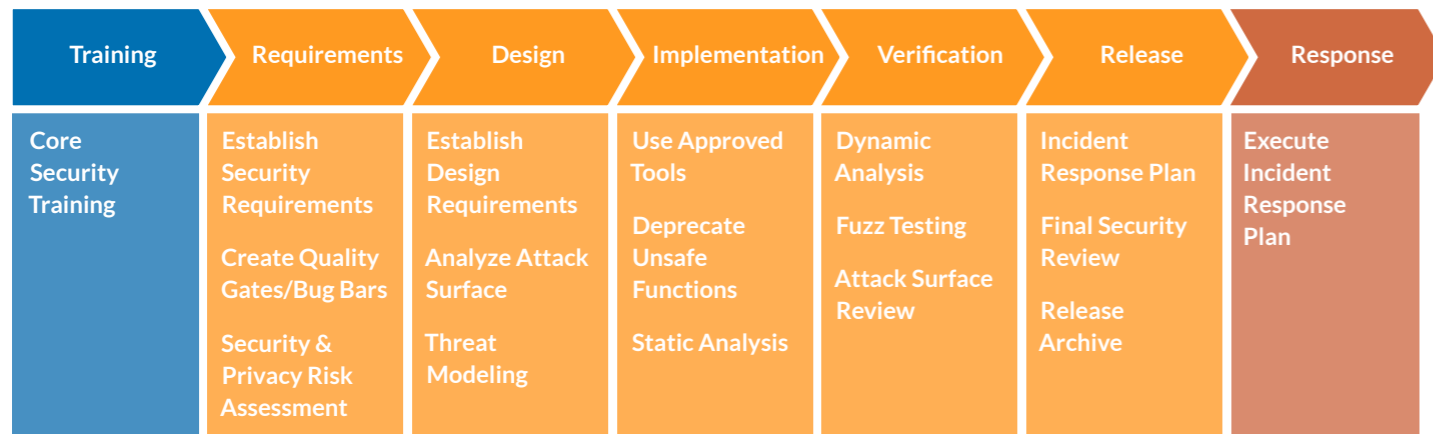 Training
Requirements
Design
Implementation
Verification
Release
Response
Core
Security
Training
Establish
Security
Requirements
Create Quality
Gates/Bug Bars
Security &
Privacy Risk
Assessment
Establish
Design
Requirements
Analyze Attack
Surface
Threat
Modeling
Use Approved
Tools
Deprecate
Unsafe
Functions
Static Analysis
Dynamic
Analysis
Fuzz Testing
Attack Surface
Review
Incident
Response Plan
Final Security
Review
Release
Archive
Execute
Incident
Response
Plan